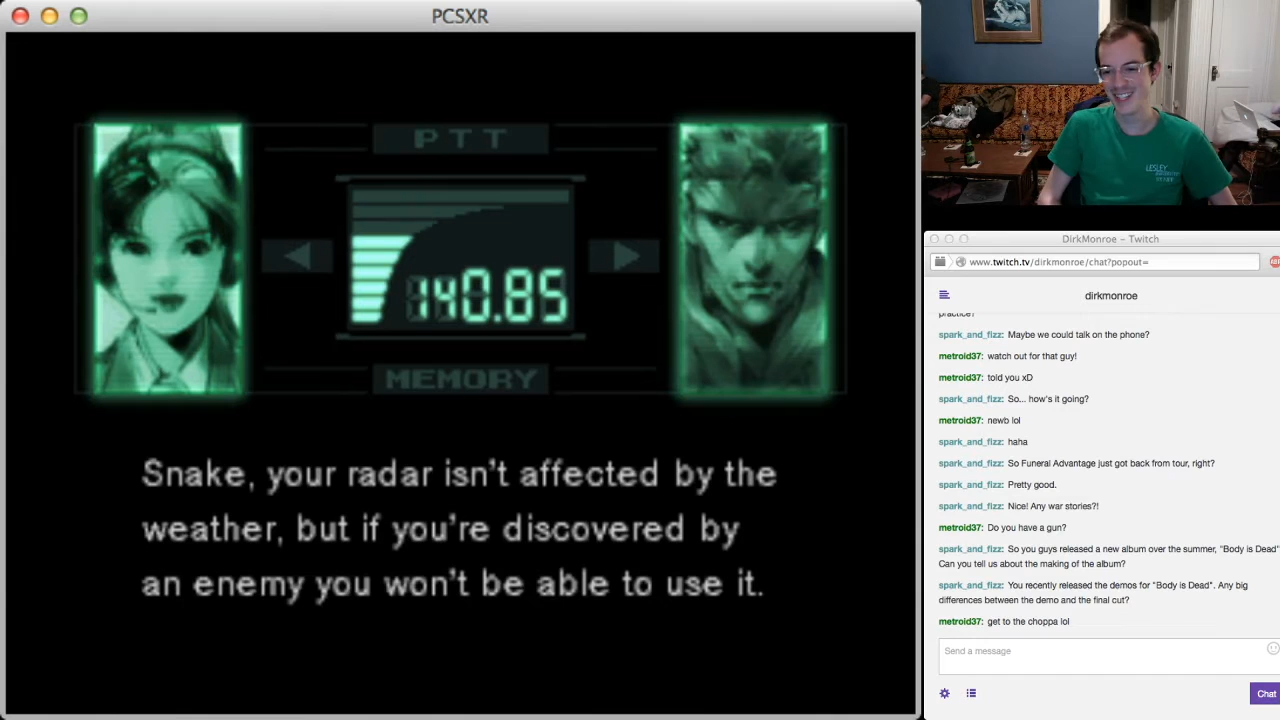 PCSXR
PTT
140.85
MEMORY
Snake, your radar isn't affected by the
weather, but if you're discovered by
an enemy you won't be able to use it.
LESLEY
DirkMonroe – Twitch
www.twitch.tv/dirkmonroe/chat?popout=
dirkmonroe
practice?
spark_and_fizz: Maybe we could talk on the phone?
metroid37: watch out for that guy!
metroid37: told you xD
spark_and_fizz: So... how's it going?
metroid37: newb lol
spark_and_fizz: haha
spark_and_fizz: So Funeral Advantage just got back from tour, right?
spark_and_fizz: Pretty good.
spark_and_fizz: Nice! Any war stories?!
metroid37: Do you have a gun?
spark_and_fizz: So you guys released a new album over the summer, "Body is Dead"
Can you tell us about the making of the album?
spark_and_fizz: You recently released the demos for "Body is Dead". Any big
differences between the demo and the final cut?
metroid37: get to the choppa lol
Send a message
Chat